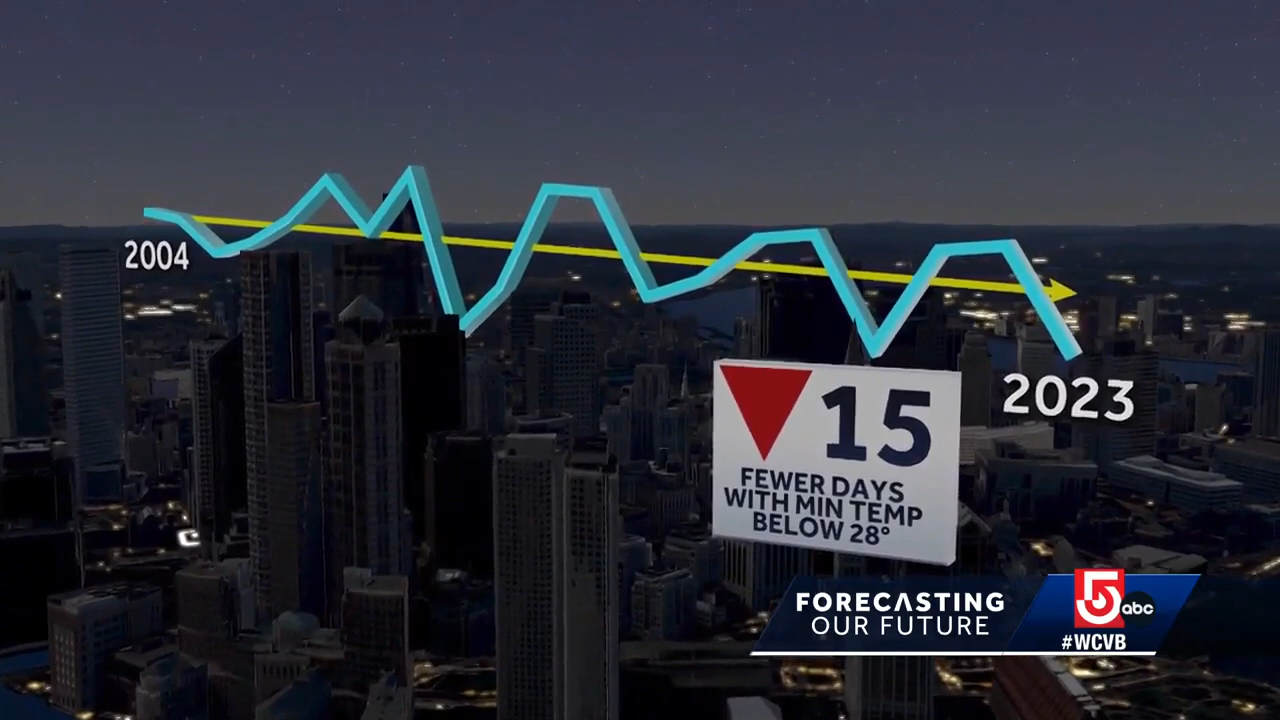 2004
2023
15
FEWER DAYS
WITH MIN TEMP
BELOW 28°
FORECASTING
OUR FUTURE
5 abc
#WCVB